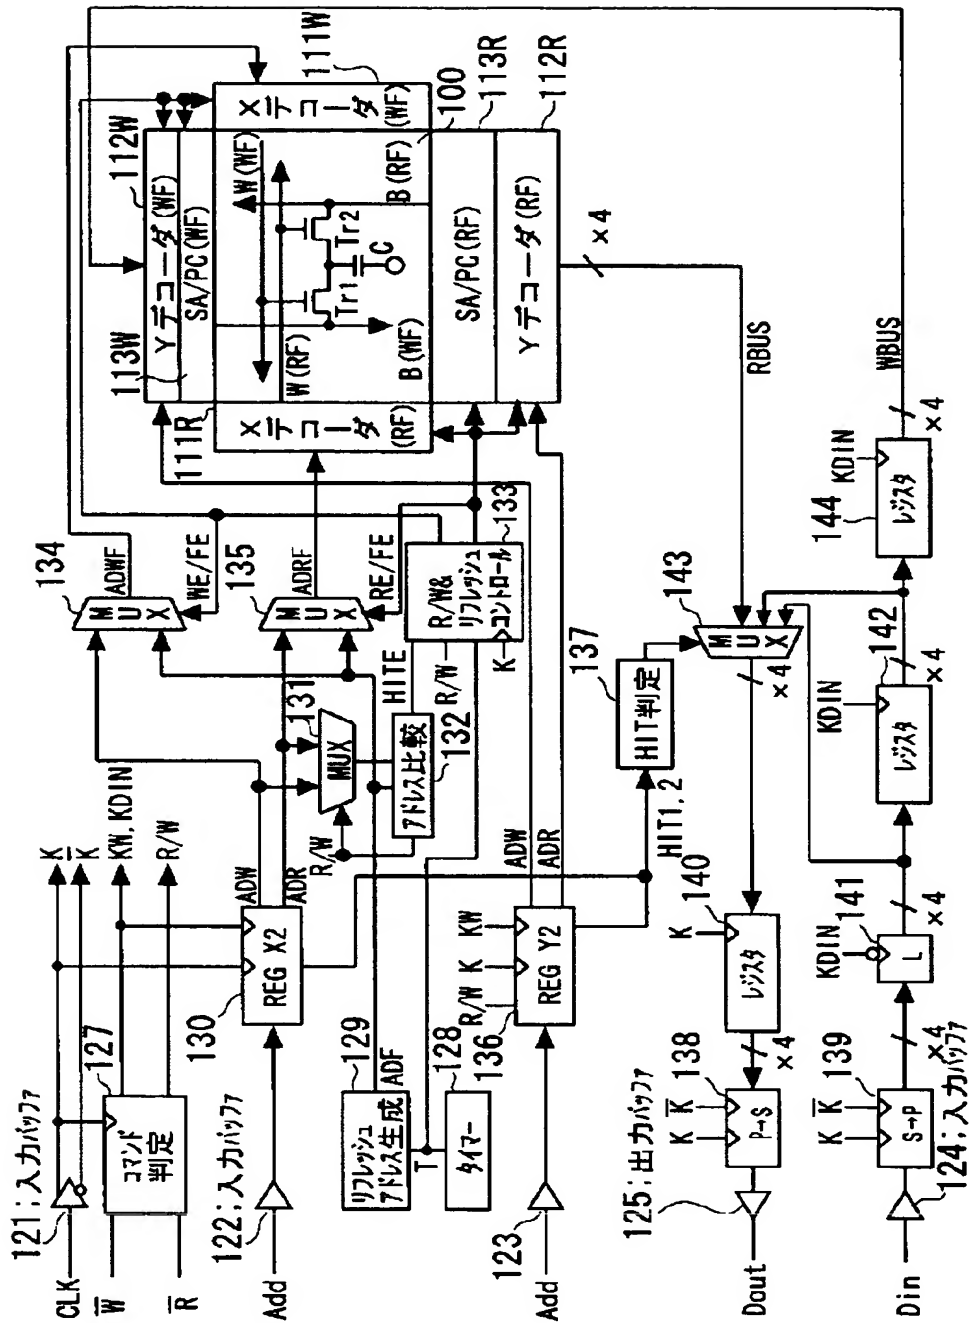 CLK
W
R
Add
Add
Dout
Din
121；入力バッファ
127
コマンド
判定
K
K
KW, KDIN
R/W
122；入力バッファ
130
REG X2
ADW
ADR
129
リフレッシュ
アドレス生成
ADF
T
128
タイマー
R/W
131
MUX
アドレス比較
132
HITE
R/W
134
MUX
ADWF
WE/FE
135
MUX
ADRF
RE/FE
R/W&
リフレッシュ
コントロール
133
K
123
136
R/W
K
KW
REG Y2
ADW
ADR
HIT1, 2
137
HIT判定
113W
112W
Yデコーダ(WF)
SA/PC(WF)
111R
Xデコーダ
(RF)
W(RF)
W(WF)
Tr1
Tr2
C
B(WF)
B(RF)
Xデコーダ
(WF)
111W
100
SA/PC(RF)
113R
Yデコーダ(RF)
112R
×4
RBUS
125；出力バッファ
138
K
K
P→S
×4
140
K
レジスタ
×4
143
MUX
124；入力バッファ
139
K
K
S→P
×4
141
KDIN
L
×4
142
KDIN
レジスタ
×4
144
KDIN
レジスタ
×4
WBUS